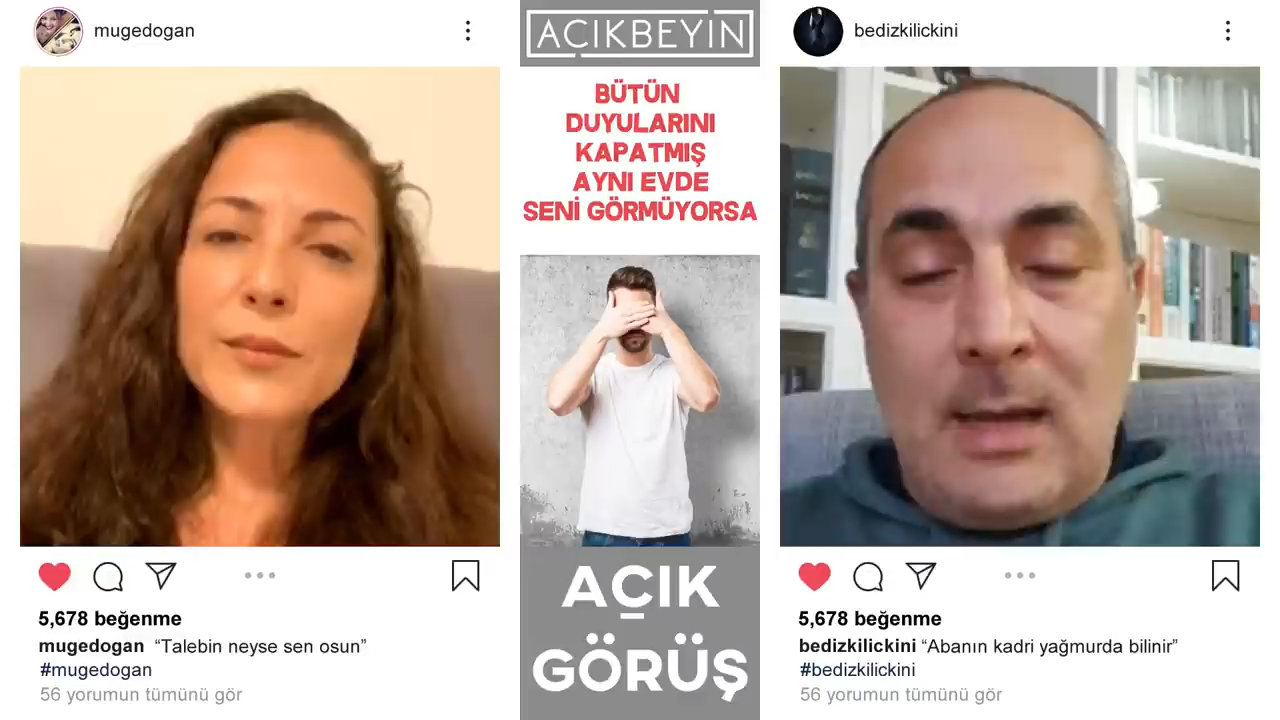 mugedogan
5,678 beğenme
mugedogan “Talebin neyse sen osun”
#mugedogan
56 yorumun tümünü gör
AÇIKBEYİN
BÜTÜN
DUYULARINI
KAPATMIŞ
AYNI EVDE
SENİ GÖRMÜYORSA
AÇIK
GÖRÜŞ
bedizkilickini
5,678 beğenme
bedizkilickini “Abanın kadri yağmurda bilinir”
#bedizkilickini
56 yorumun tümünü gör